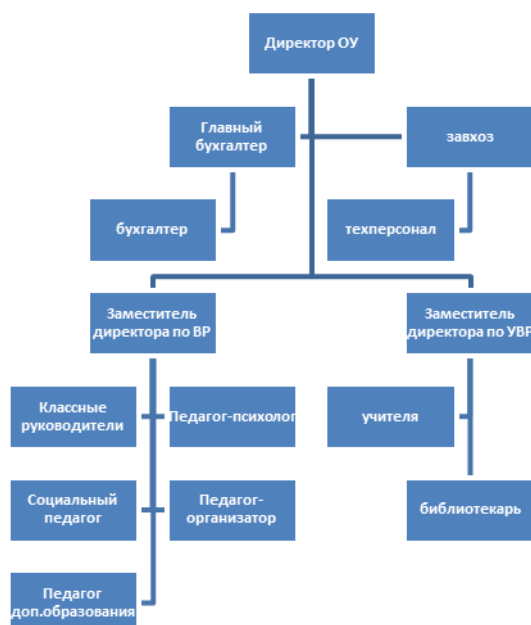 Директор ОУ
Главный
бухгалтер
завхоз
бухгалтер
техперсонал
Заместитель
директора по ВР
Заместитель
директора по УВР
Классные
руководители
Педагог-психолог
учителя
Социальный
педагог
Педагог-
организатор
библиотекарь
Педагог
доп.образования